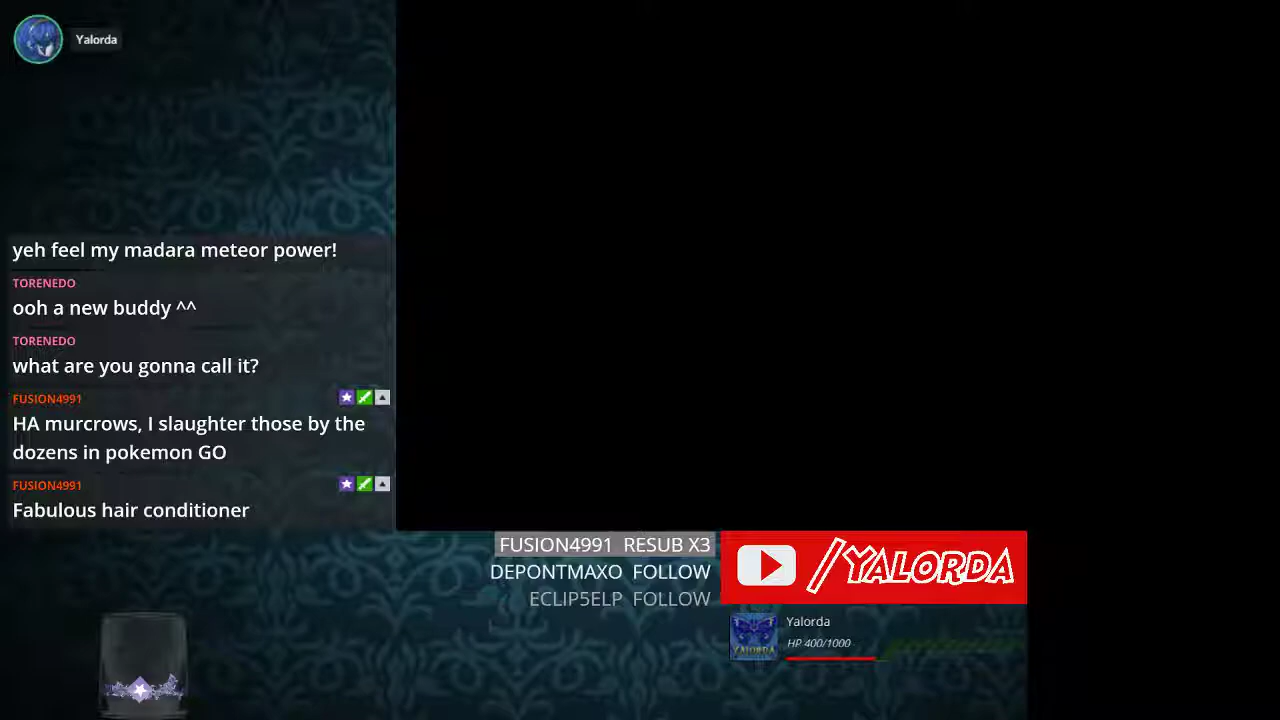 Yalorda
yeh feel my madara meteor power!
TORENEDO
ooh a new buddy ^^
TORENEDO
what are you gonna call it?
FUSION4991
HA murcrows, I slaughter those by the
dozens in pokemon GO
FUSION4991
Fabulous hair conditioner
FUSION4991 RESUB X3
DEPONTMAXO FOLLOW
ECLIP5ELP FOLLOW
/YALORDA
Yalorda
HP 400/1000
YALORDA